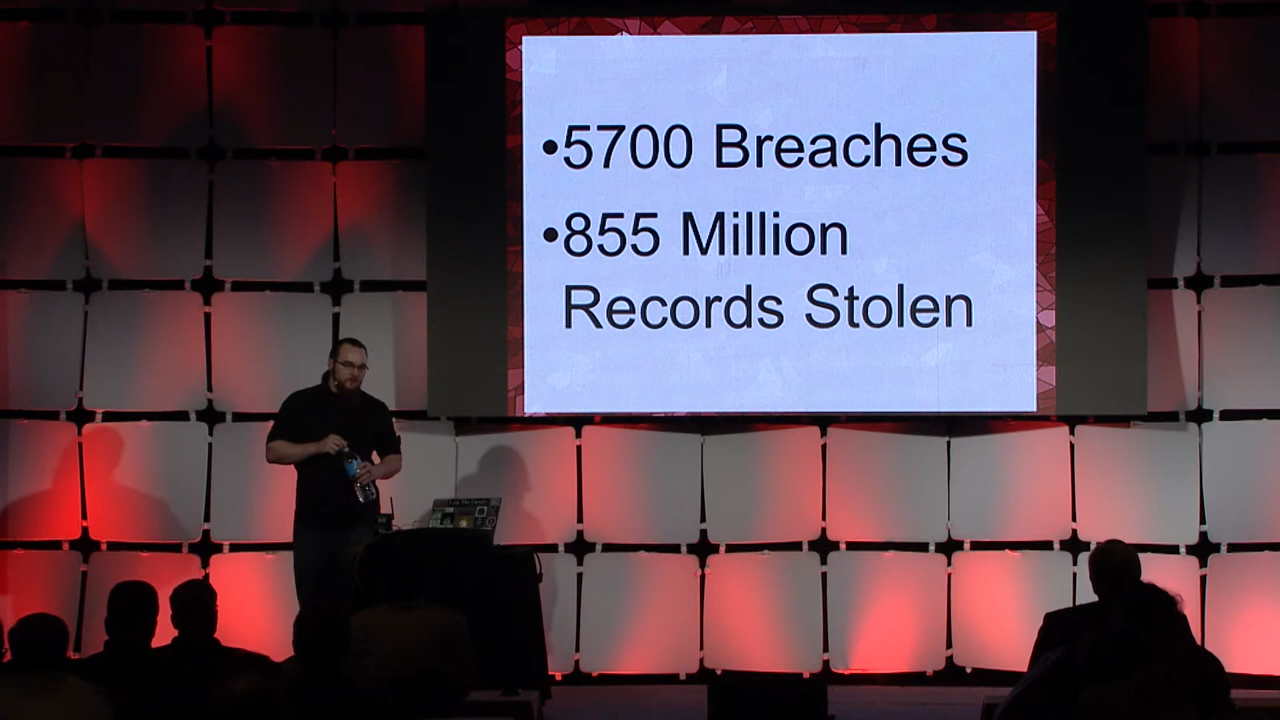 •5700 Breaches
•855 Million
Records Stolen